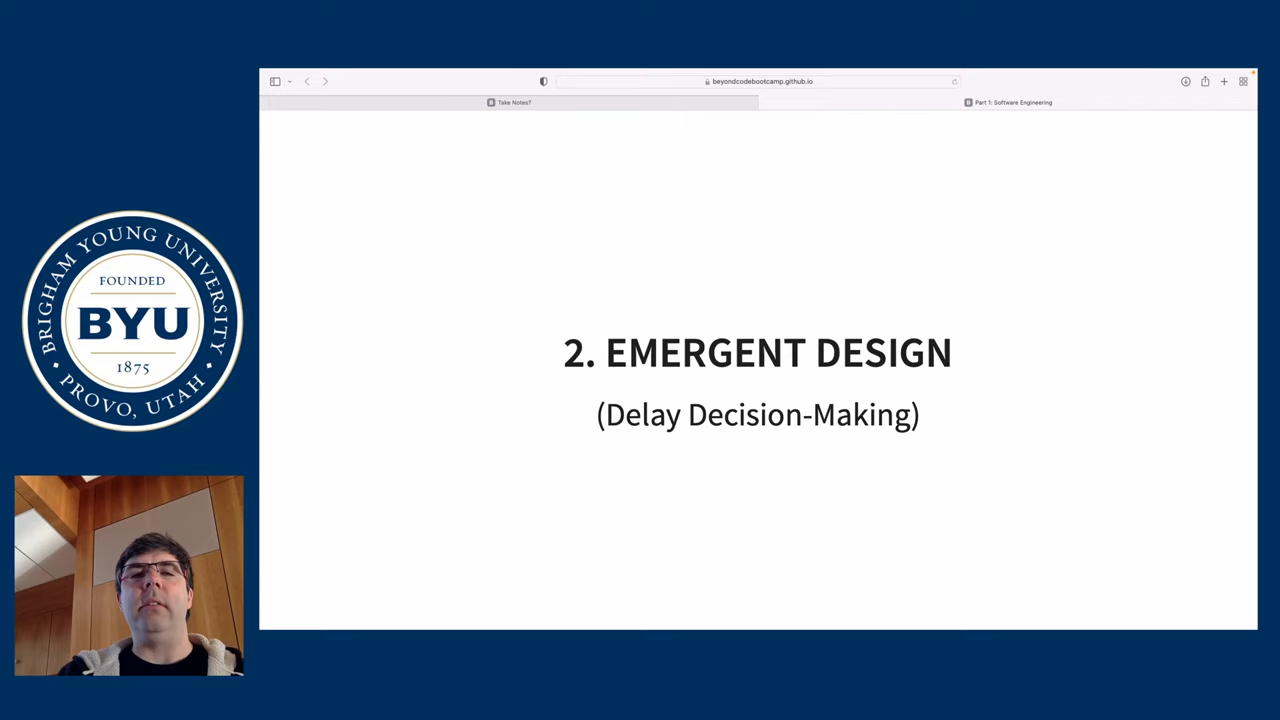 beyondcodebootcamp.github.io
B Take Notes?
B Part 1: Software Engineering
2. EMERGENT DESIGN
(Delay Decision-Making)
BRIGHAM YOUNG UNIVERSITY
FOUNDED
BYU
1875
PROVO, UTAH